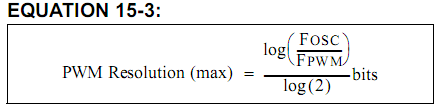 EQUATION 15-3:
PWM Resolution (max) = log(FOSC/FPWM)/log(2) bits